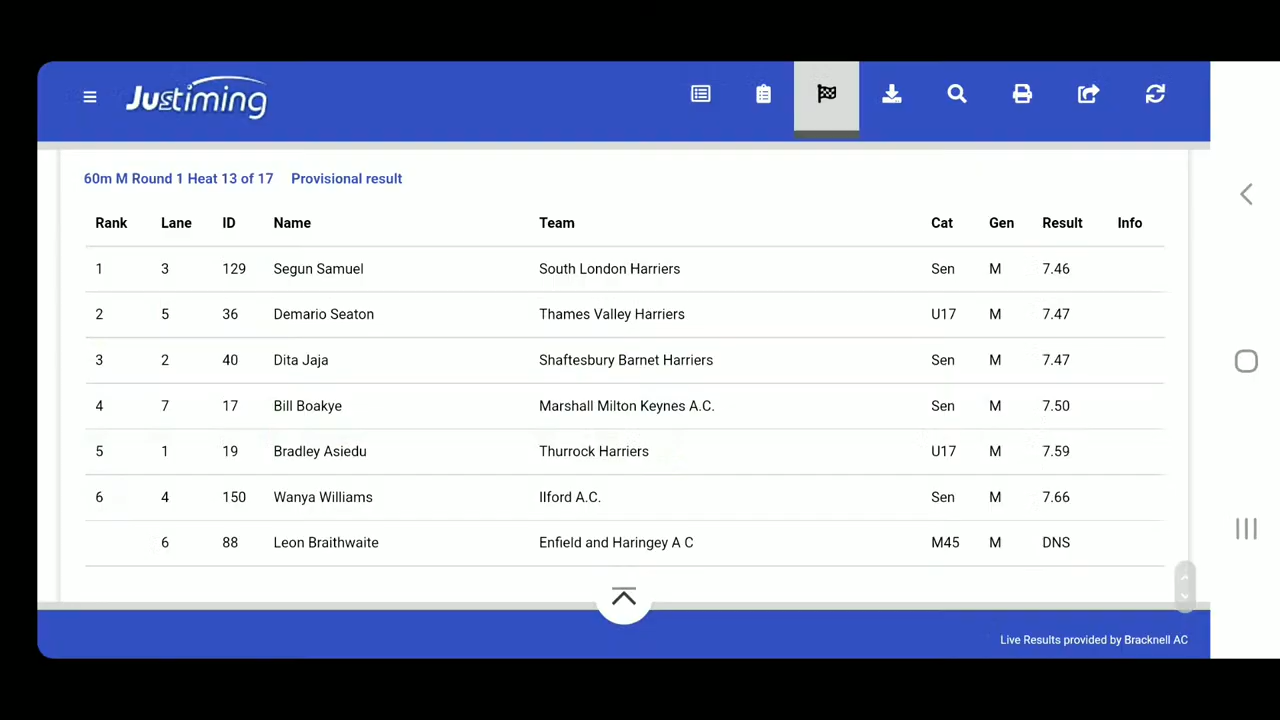 Justiming
60m M Round 1 Heat 13 of 17 Provisional result
Rank Lane ID Name Team Cat Gen Result Info
1 3 129 Segun Samuel South London Harriers Sen M 7.46
2 5 36 Demario Seaton Thames Valley Harriers U17 M 7.47
3 2 40 Dita Jaja Shaftesbury Barnet Harriers Sen M 7.47
4 7 17 Bill Boakye Marshall Milton Keynes A.C. Sen M 7.50
5 1 19 Bradley Asiedu Thurrock Harriers U17 M 7.59
6 4 150 Wanya Williams Ilford A.C. Sen M 7.66
6 88 Leon Braithwaite Enfield and Haringey A C M45 M DNS
Live Results provided by Bracknell AC